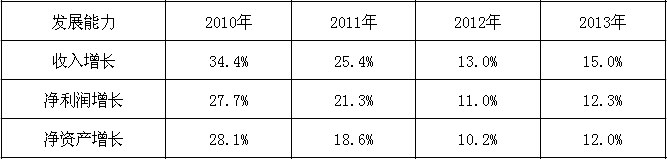 发展能力 2010年 2011年 2012年 2013年
收入增长 34.4% 25.4% 13.0% 15.0%
净利润增长 27.7% 21.3% 11.0% 12.3%
净资产增长 28.1% 18.6% 10.2% 12.0%